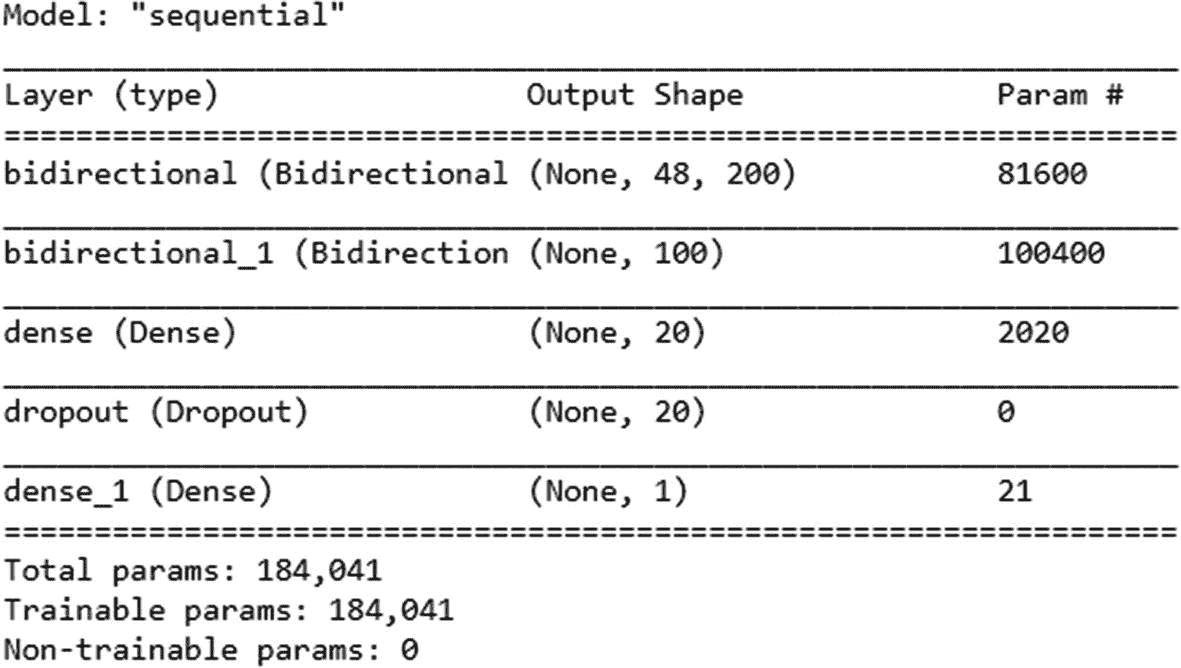 Model: "sequential"
Layer (type) Output Shape Param #
bidirectional (Bidirectional (None, 48, 200) 81600
bidirectional_1 (Bidirection (None, 100) 100400
dense (Dense) (None, 20) 2020
dropout (Dropout) (None, 20) 0
dense_1 (Dense) (None, 1) 21
Total params: 184,041
Trainable params: 184,041
Non-trainable params: 0